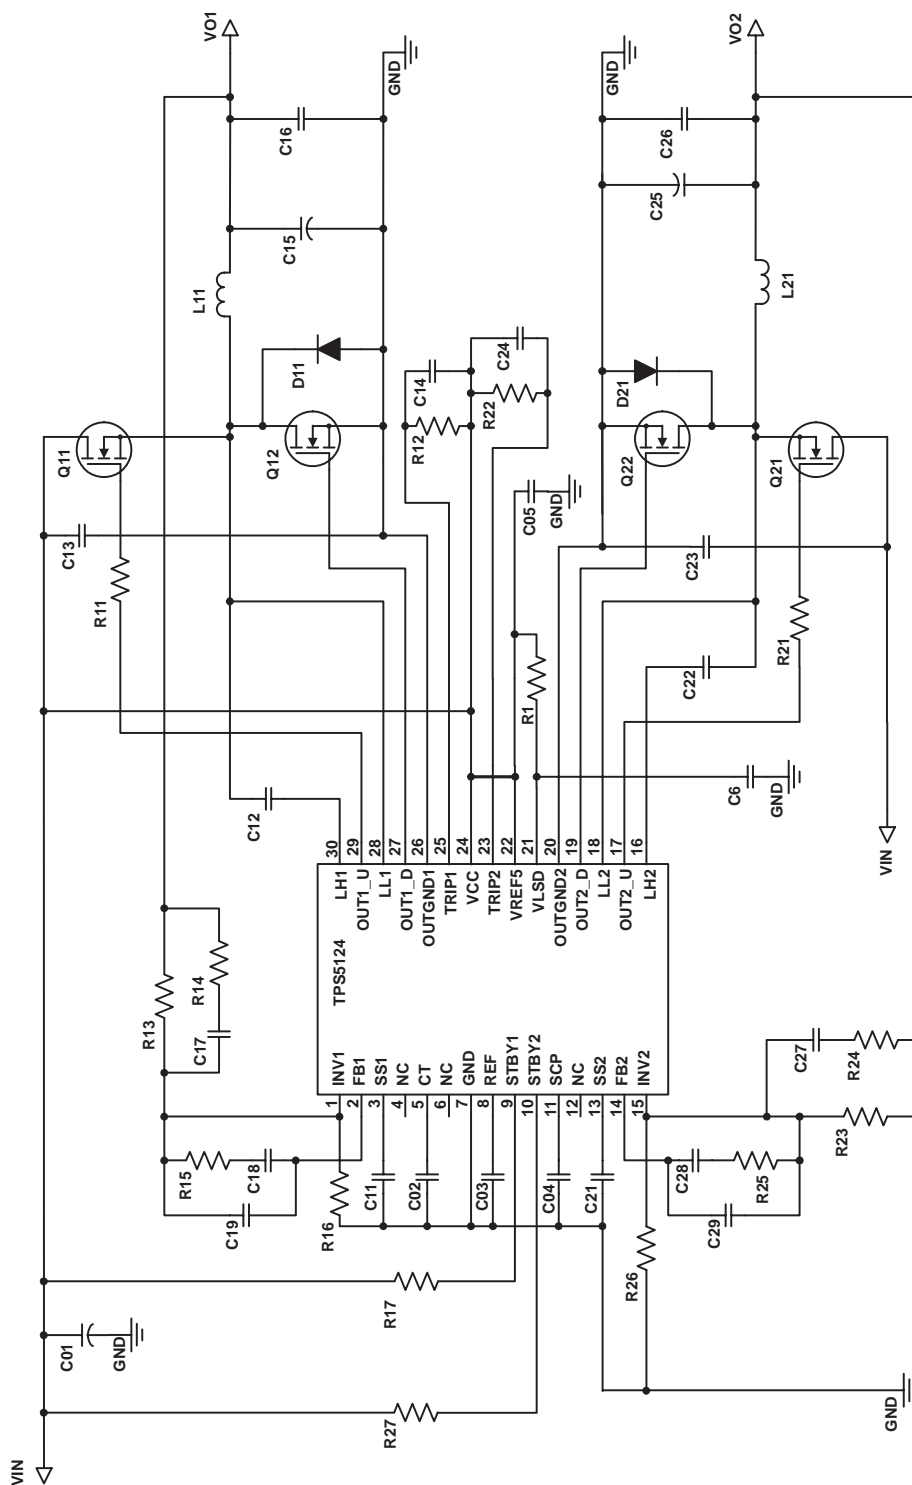 VIN
C01
GND
R27
R17
C19
R15
C18
R16
C11
C02
C03
C04
C21
R13
C17
R14
C12
R11
C13
Q11
VO1
L11
C15
C16
GND
D11
Q12
R12
C14
R22
C24
C05
GND
R1
C6
GND
TPS5124
1 INV1
2 FB1
3 SS1
4 NC
5 CT
6 NC
7 GND
8 REF
9 STBY1
10 STBY2
11 SCP
12 NC
13 SS2
14 FB2
15 INV2
30 LH1
29 OUT1_U
28 LL1
27 OUT1_D
26 OUTGND1
25 TRIP1
24 VCC
23 TRIP2
22 VREF5
21 VLSD
20 OUTGND2
19 OUT2_D
18 LL2
17 OUT2_U
16 LH2
GND
C25
C26
D21
Q22
C23
C22
R21
Q21
L21
VO2
VIN
C28
R25
C29
R26
C27
R24
R23
GND